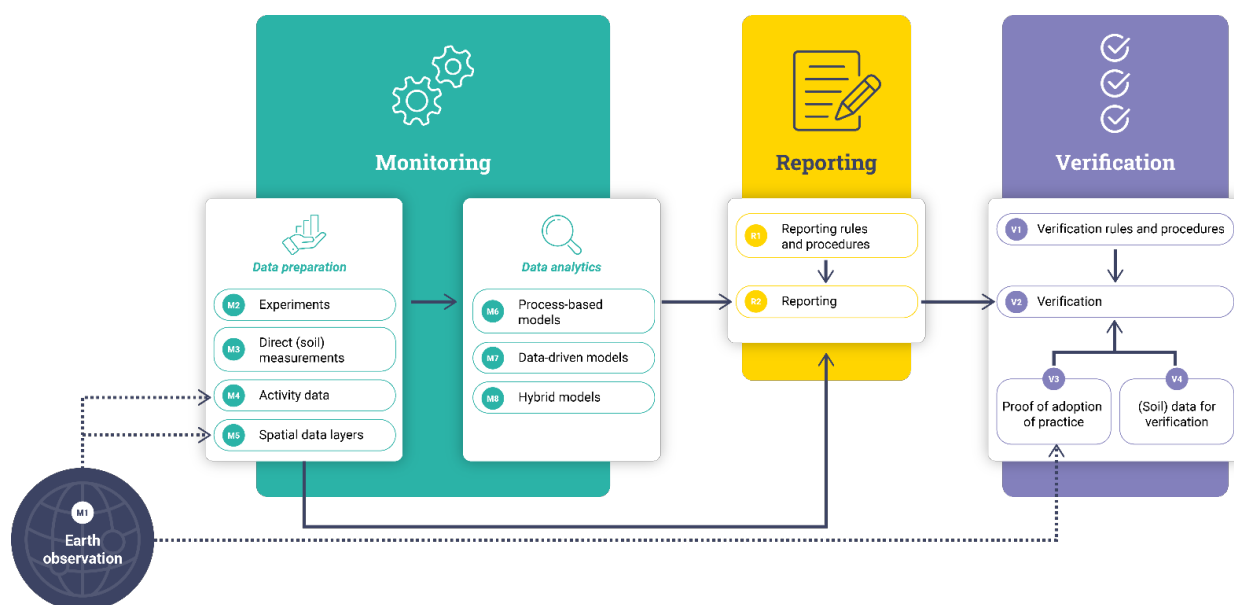 Monitoring
Data preparation
M2 Experiments
M3 Direct (soil)
measurements
M4 Activity data
M5 Spatial data layers
Data analytics
M6 Process-based
models
M7 Data-driven models
M8 Hybrid models
Reporting
R1 Reporting rules
and procedures
R2 Reporting
Verification
V1 Verification rules and procedures
V2 Verification
V3
Proof of adoption
of practice
V4
(Soil) data for
verification
M1
Earth
observation